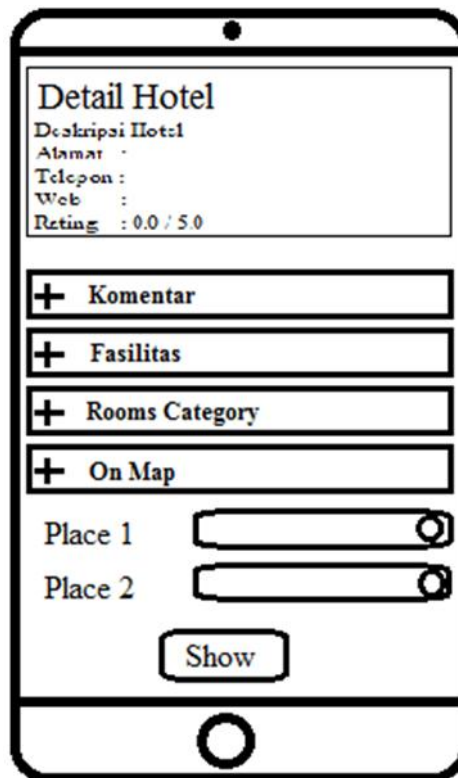 Detail Hotel
Deskripsi Hotel
Alamat :
Telepon :
Web :
Rating : 0.0 / 5.0
+ Komentar
+ Fasilitas
+ Rooms Category
+ On Map
Place 1
Place 2
Show